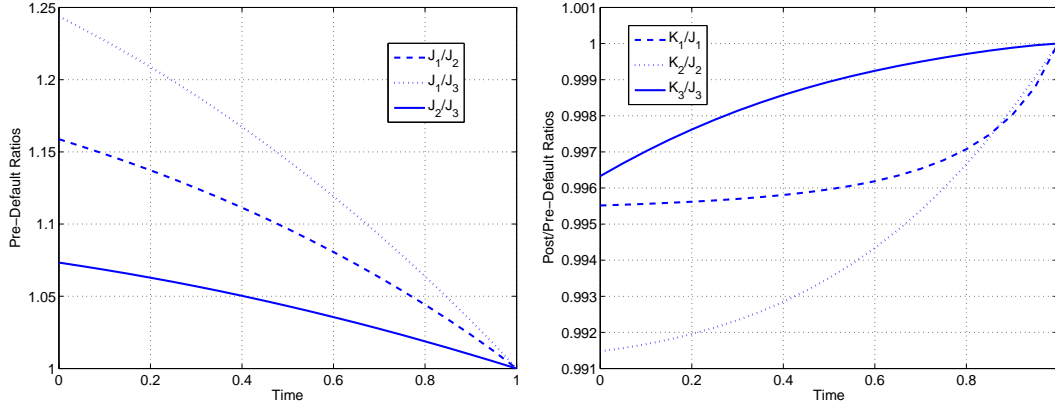 1.25
1.2
1.15
1.1
1.05
1
0
0.2
0.4
0.6
0.8
1
Time
Pre−Default Ratios
J1/J2
J1/J3
J2/J3
1.001
1
0.999
0.998
0.997
0.996
0.995
0.994
0.993
0.992
0.991
0
0.2
0.4
0.6
0.8
Time
Post/Pre−Default Ratios
K1/J1
K2/J2
K3/J3